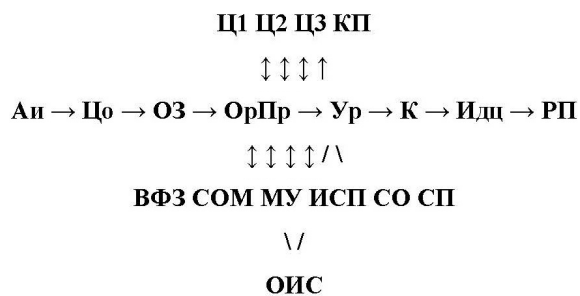 Ц1 Ц2 Ц3 КП
↕ ↕ ↕ ↑
Аи → Цо → ОЗ → ОрПр → Ур → К → Идц → РП
↕ ↕ ↕ ↕ / \
ВФЗ СОМ МУ ИСП СО СП
\ /
ОИС